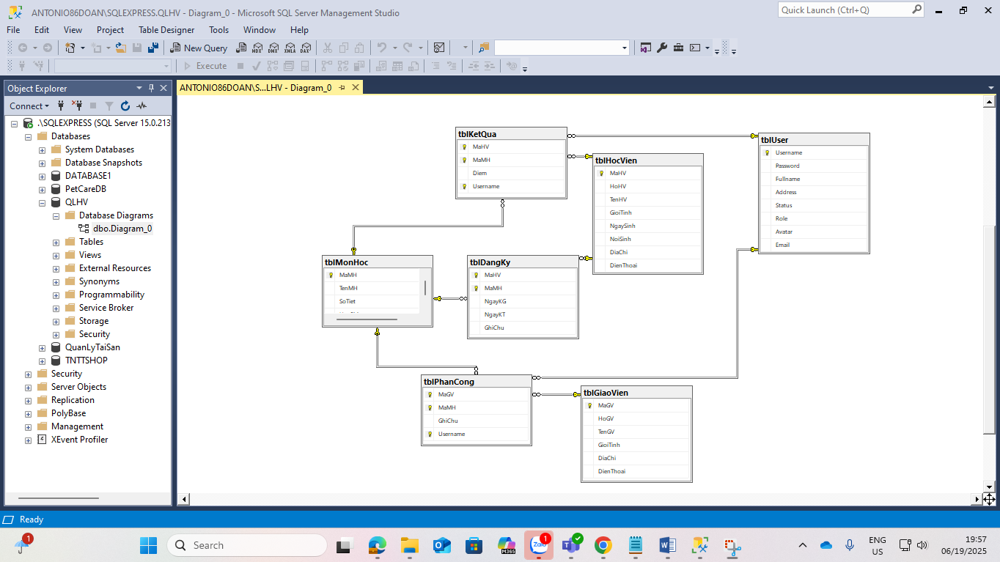 ANTONIO86DOAN\SQLEXPRESS.QLHV - Diagram_0 - Microsoft SQL Server Management Studio
Quick Launch (Ctrl+Q)
File Edit View Project Table Designer Tools Window Help
New Query MDX DMX XMLA DAX
Execute
Object Explorer
ANTONIO86DOAN\S...LHV - Diagram_0
Connect
.\SQLEXPRESS (SQL Server 15.0.213
Databases
System Databases
Database Snapshots
DATABASE1
PetCareDB
QLHV
Database Diagrams
dbo.Diagram_0
Tables
Views
External Resources
Synonyms
Programmability
Service Broker
Storage
Security
QuanLyTaiSan
TNTTSHOP
Security
Server Objects
Replication
PolyBase
Management
XEvent Profiler
tblKetQua
MaHV
MaMH
Diem
Username
tblHocVien
MaHV
HoHV
TenHV
GioiTinh
NgaySinh
NoiSinh
DiaChi
DienThoai
tblUser
Username
Password
Fullname
Address
Status
Role
Avatar
Email
tblMonHoc
MaMH
TenMH
SoTiet
tblDangKy
MaHV
MaMH
NgayKG
NgayKT
GhiChu
tblPhanCong
MaGV
MaMH
GhiChu
Username
tblGiaoVien
MaGV
HoGV
TenGV
GioiTinh
DiaChi
DienThoai
Ready
1
Search
M365
Zalo
1
ENG
US
19:57
06/19/2025